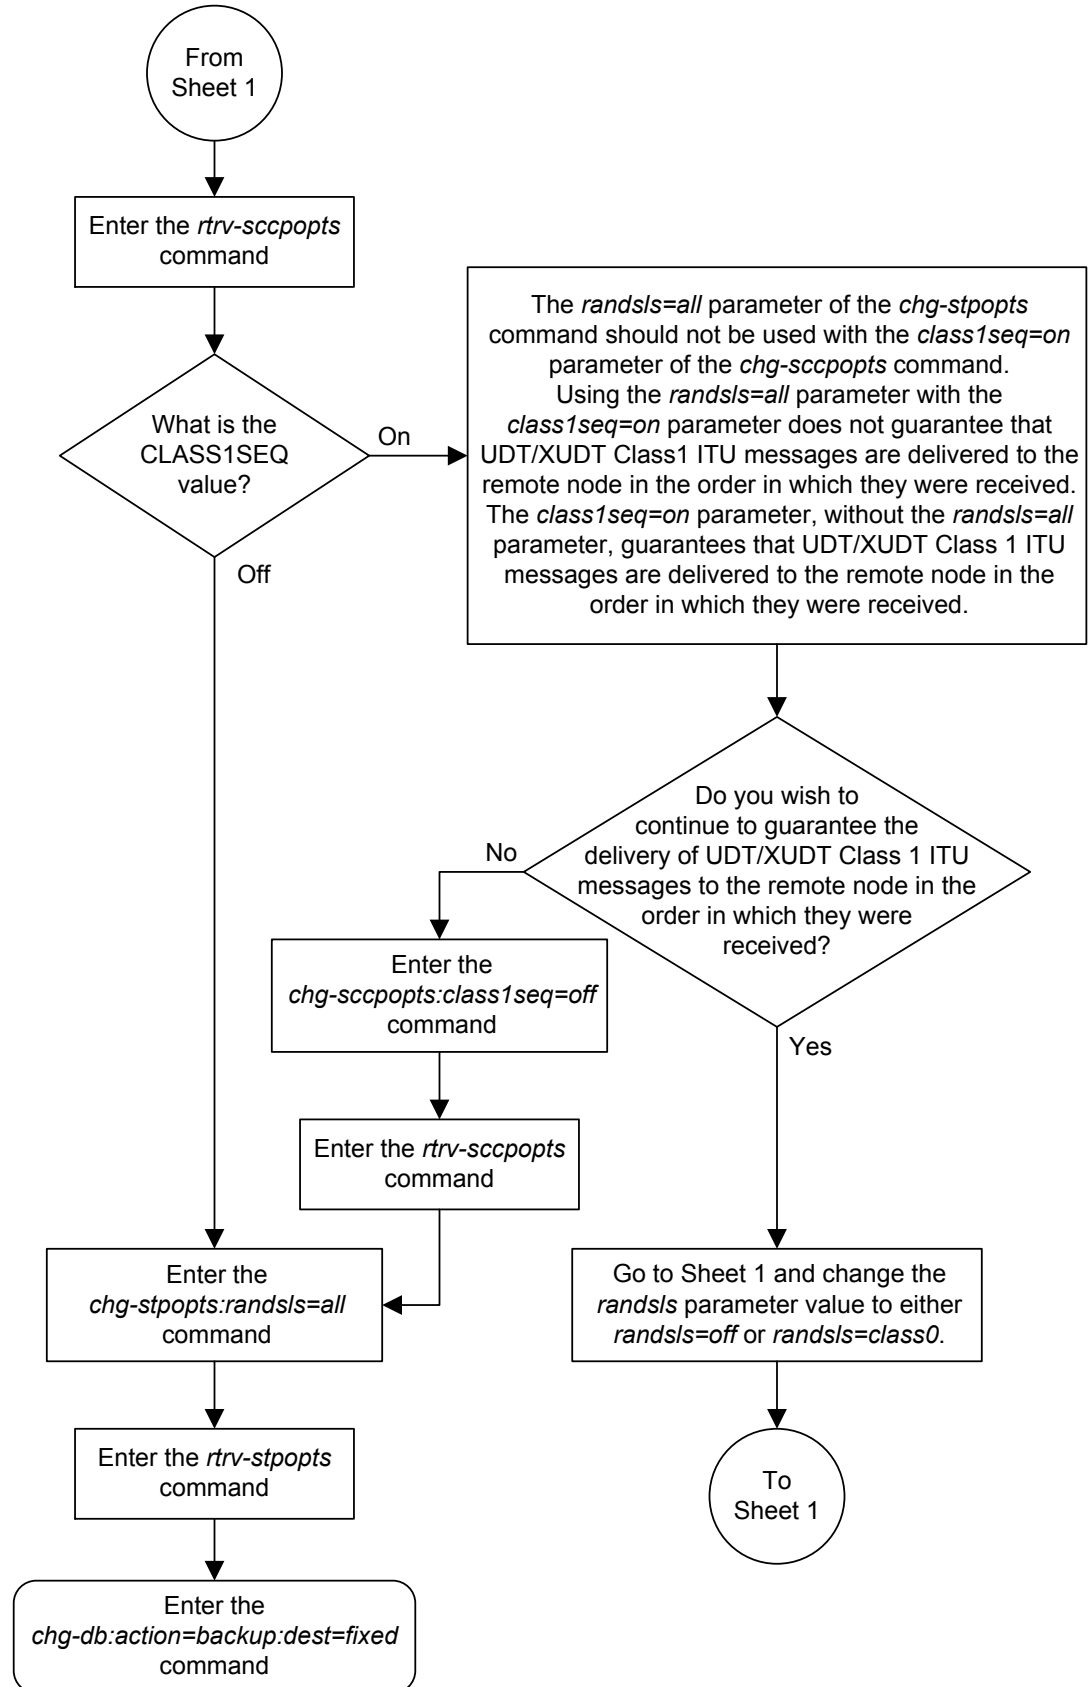 From
Sheet 1
Enter the rtrv-sccpopts
command
What is the
CLASS1SEQ
value?
On
Off
The randsls=all parameter of the chg-stpopts
command should not be used with the class1seq=on
parameter of the chg-sccpopts command.
Using the randsls=all parameter with the
class1seq=on parameter does not guarantee that
UDT/XUDT Class1 ITU messages are delivered to the
remote node in the order in which they were received.
The class1seq=on parameter, without the randsls=all
parameter, guarantees that UDT/XUDT Class 1 ITU
messages are delivered to the remote node in the
order in which they were received.
Do you wish to
continue to guarantee the
delivery of UDT/XUDT Class 1 ITU
messages to the remote node in the
order in which they were
received?
No
Yes
Enter the
chg-sccpopts:class1seq=off
command
Enter the rtrv-sccpopts
command
Enter the
chg-stpopts:randsls=all
command
Go to Sheet 1 and change the
randsls parameter value to either
randsls=off or randsls=class0.
Enter the rtrv-stpopts
command
To
Sheet 1
Enter the
chg-db:action=backup:dest=fixed
command